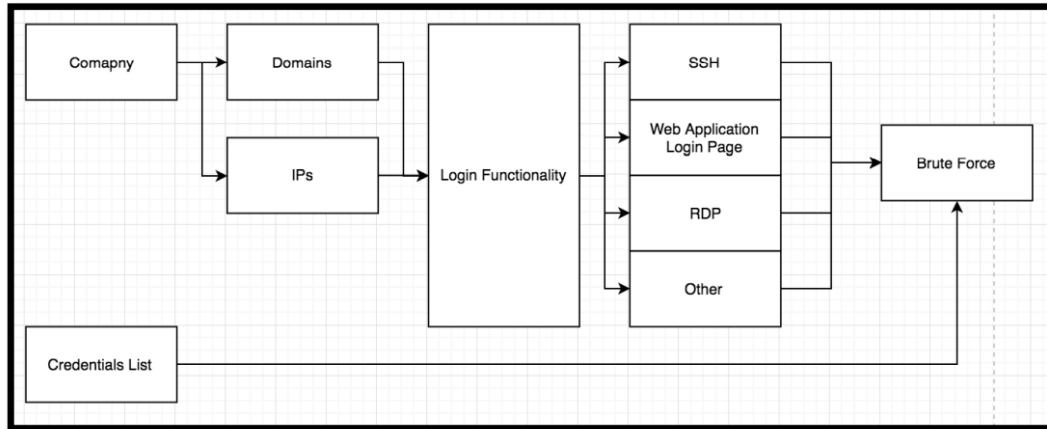 Comapny
Domains
IPs
Login Functionality
SSH
Web Application
Login Page
RDP
Other
Brute Force
Credentials List